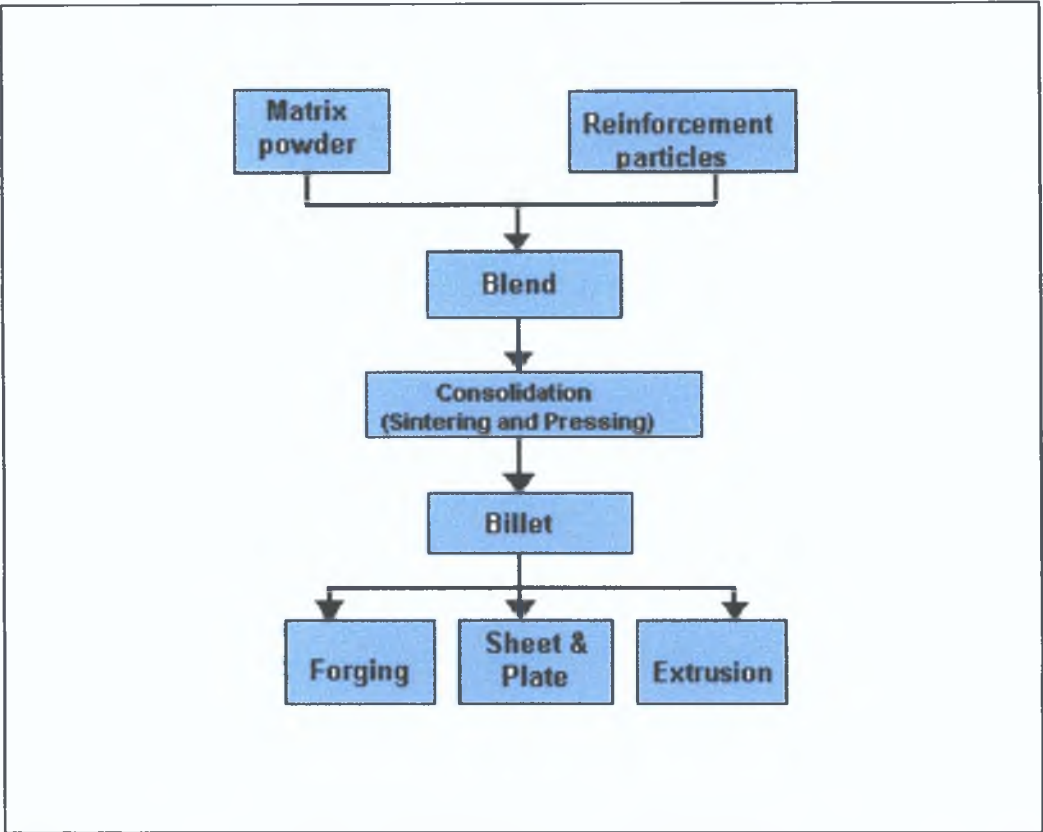 Matrix
powder
Reinforcement
particles
Blend
Consolidation
(Sintering and Pressing)
Billet
Forging
Sheet &
Plate
Extrusion